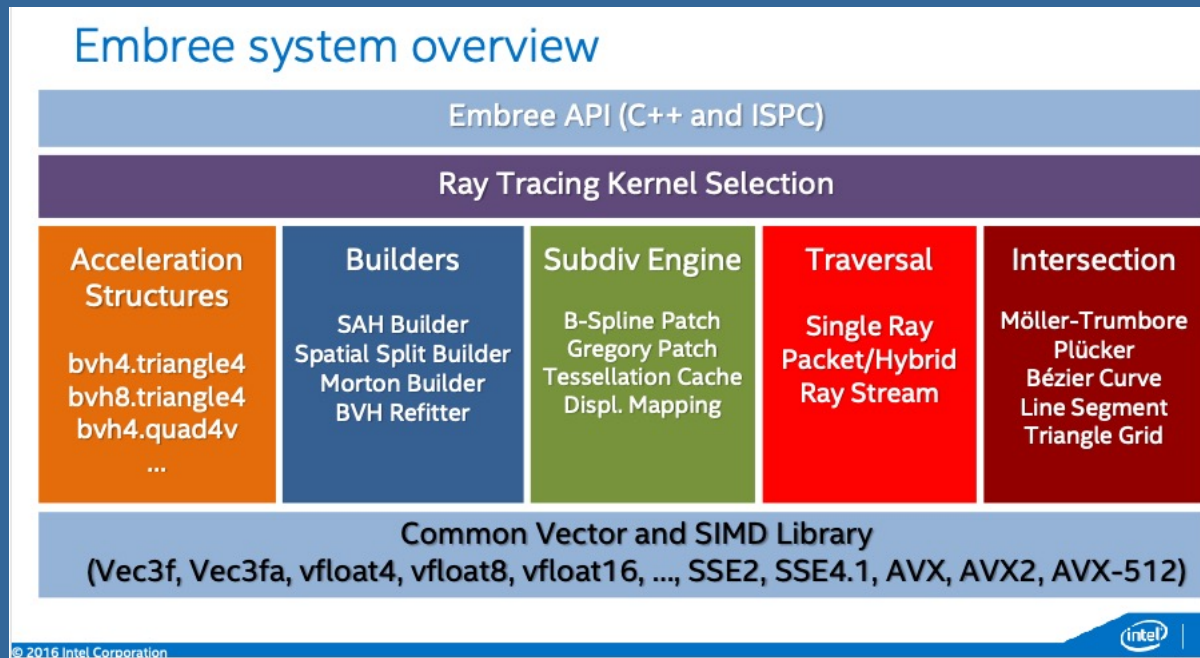 Embree system overview
Embree API (C++ and ISPC)
Ray Tracing Kernel Selection
Acceleration
Structures
bvh4.triangle4
bvh8.triangle4
bvh4.quad4v
...
Builders
SAH Builder
Spatial Split Builder
Morton Builder
BVH Refitter
Subdiv Engine
B-Spline Patch
Gregory Patch
Tessellation Cache
Displ. Mapping
Traversal
Single Ray
Packet/Hybrid
Ray Stream
Intersection
Möller-Trumbore
Plücker
Bézier Curve
Line Segment
Triangle Grid
Common Vector and SIMD Library
(Vec3f, Vec3fa, vfloat4, vfloat8, vfloat16, ..., SSE2, SSE4.1, AVX, AVX2, AVX-512)
© 2016 Intel Corporation
intel